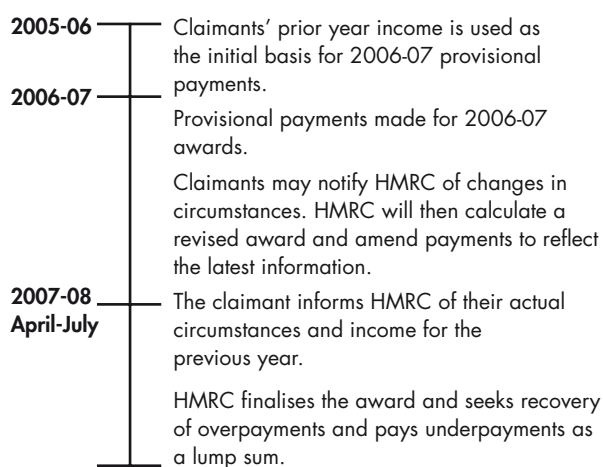 2005-06
Claimants’ prior year income is used as
the initial basis for 2006-07 provisional
payments.
2006-07
Provisional payments made for 2006-07
awards.
Claimants may notify HMRC of changes in
circumstances. HMRC will then calculate a
revised award and amend payments to reflect
the latest information.
2007-08
April-July
The claimant informs HMRC of their actual
circumstances and income for the
previous year.
HMRC finalises the award and seeks recovery
of overpayments and pays underpayments as
a lump sum.